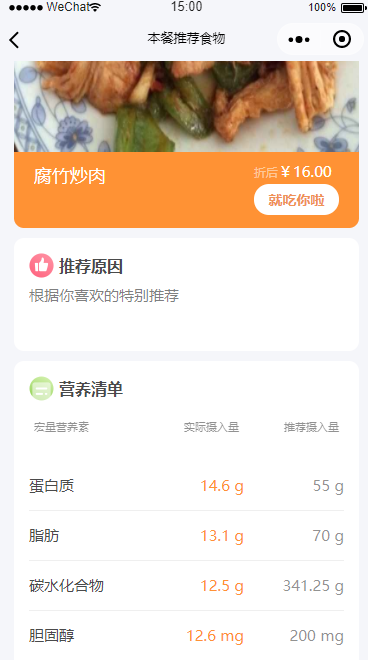 ●●●●● WeChat 15:00 100%
本餐推荐食物
腐竹炒肉
折后 ¥ 16.00
就吃你啦
推荐原因
根据你喜欢的特别推荐
营养清单
宏量营养素 实际摄入量 推荐摄入量
蛋白质 14.6 g 55 g
脂肪 13.1 g 70 g
碳水化合物 12.5 g 341.25 g
胆固醇 12.6 mg 200 mg